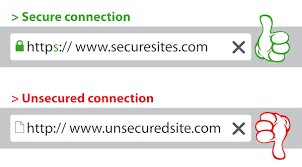 > Secure connection
https:// www.securesites.com
> Unsecured connection
http:// www.unsecuredsite.com